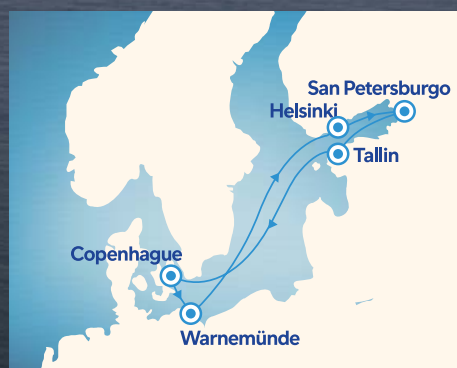 San Petersburgo
Helsinki
Tallin
Copenhague
Warnemünde